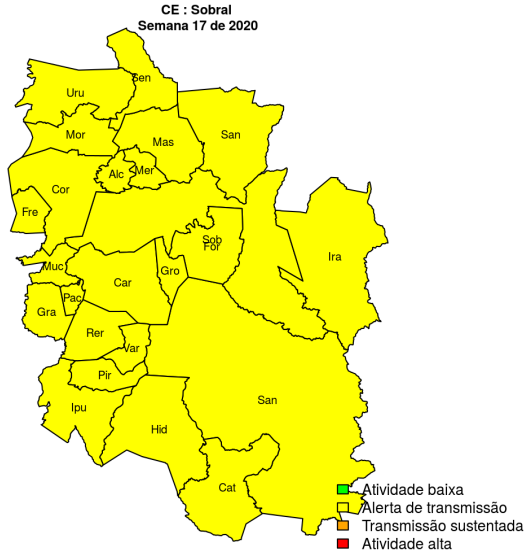 CE : Sobral
Semana 17 de 2020
Sen
Uru
Mor
Mas
San
Alc
Mer
Cor
Fre
Sob
For
Muc
Gro
Ira
Car
Pac
Gra
Rer
Var
Pir
San
Ipu
Hid
Cat
Atividade baixa
Alerta de transmissão
Transmissão sustentada
Atividade alta